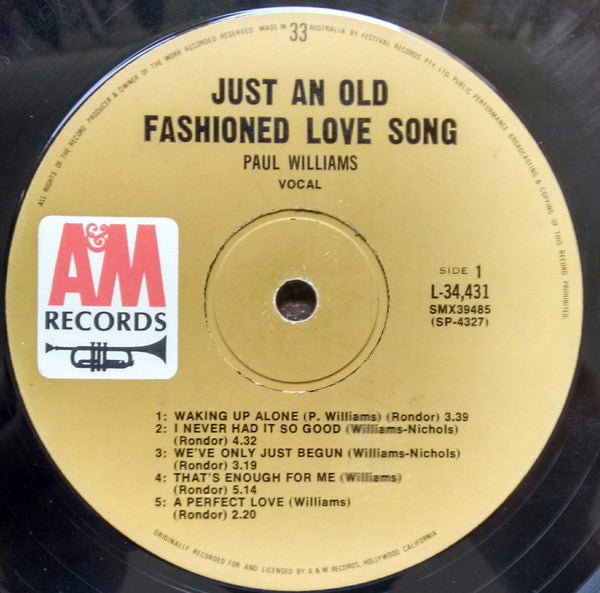 ALL RIGHTS OF THE RECORD PRODUCER & OWNER OF THE WORK RECORDED RESERVED. MADE IN AUSTRALIA BY FESTIVAL RECORDS PTY. LTD. PUBLIC PERFORMANCE BROADCASTING & COPYING OF THIS RECORD PROHIBITED.
33
JUST AN OLD
FASHIONED LOVE SONG
PAUL WILLIAMS
VOCAL
A&M
RECORDS
SIDE 1
L-34,431
SMX39485
(SP-4327)
1: WAKING UP ALONE (P. Williams) (Rondor) 3.39
2: I NEVER HAD IT SO GOOD (Williams-Nichols)
(Rondor) 4.32
3: WE'VE ONLY JUST BEGUN (Williams-Nichols)
(Rondor) 3.19
4: THAT'S ENOUGH FOR ME (Williams)
(Rondor) 5.14
5: A PERFECT LOVE (Williams)
(Rondor) 2.20
ORIGINALLY RECORDED FOR AND LICENSED BY A & M RECORDS, HOLLYWOOD CALIFORNIA